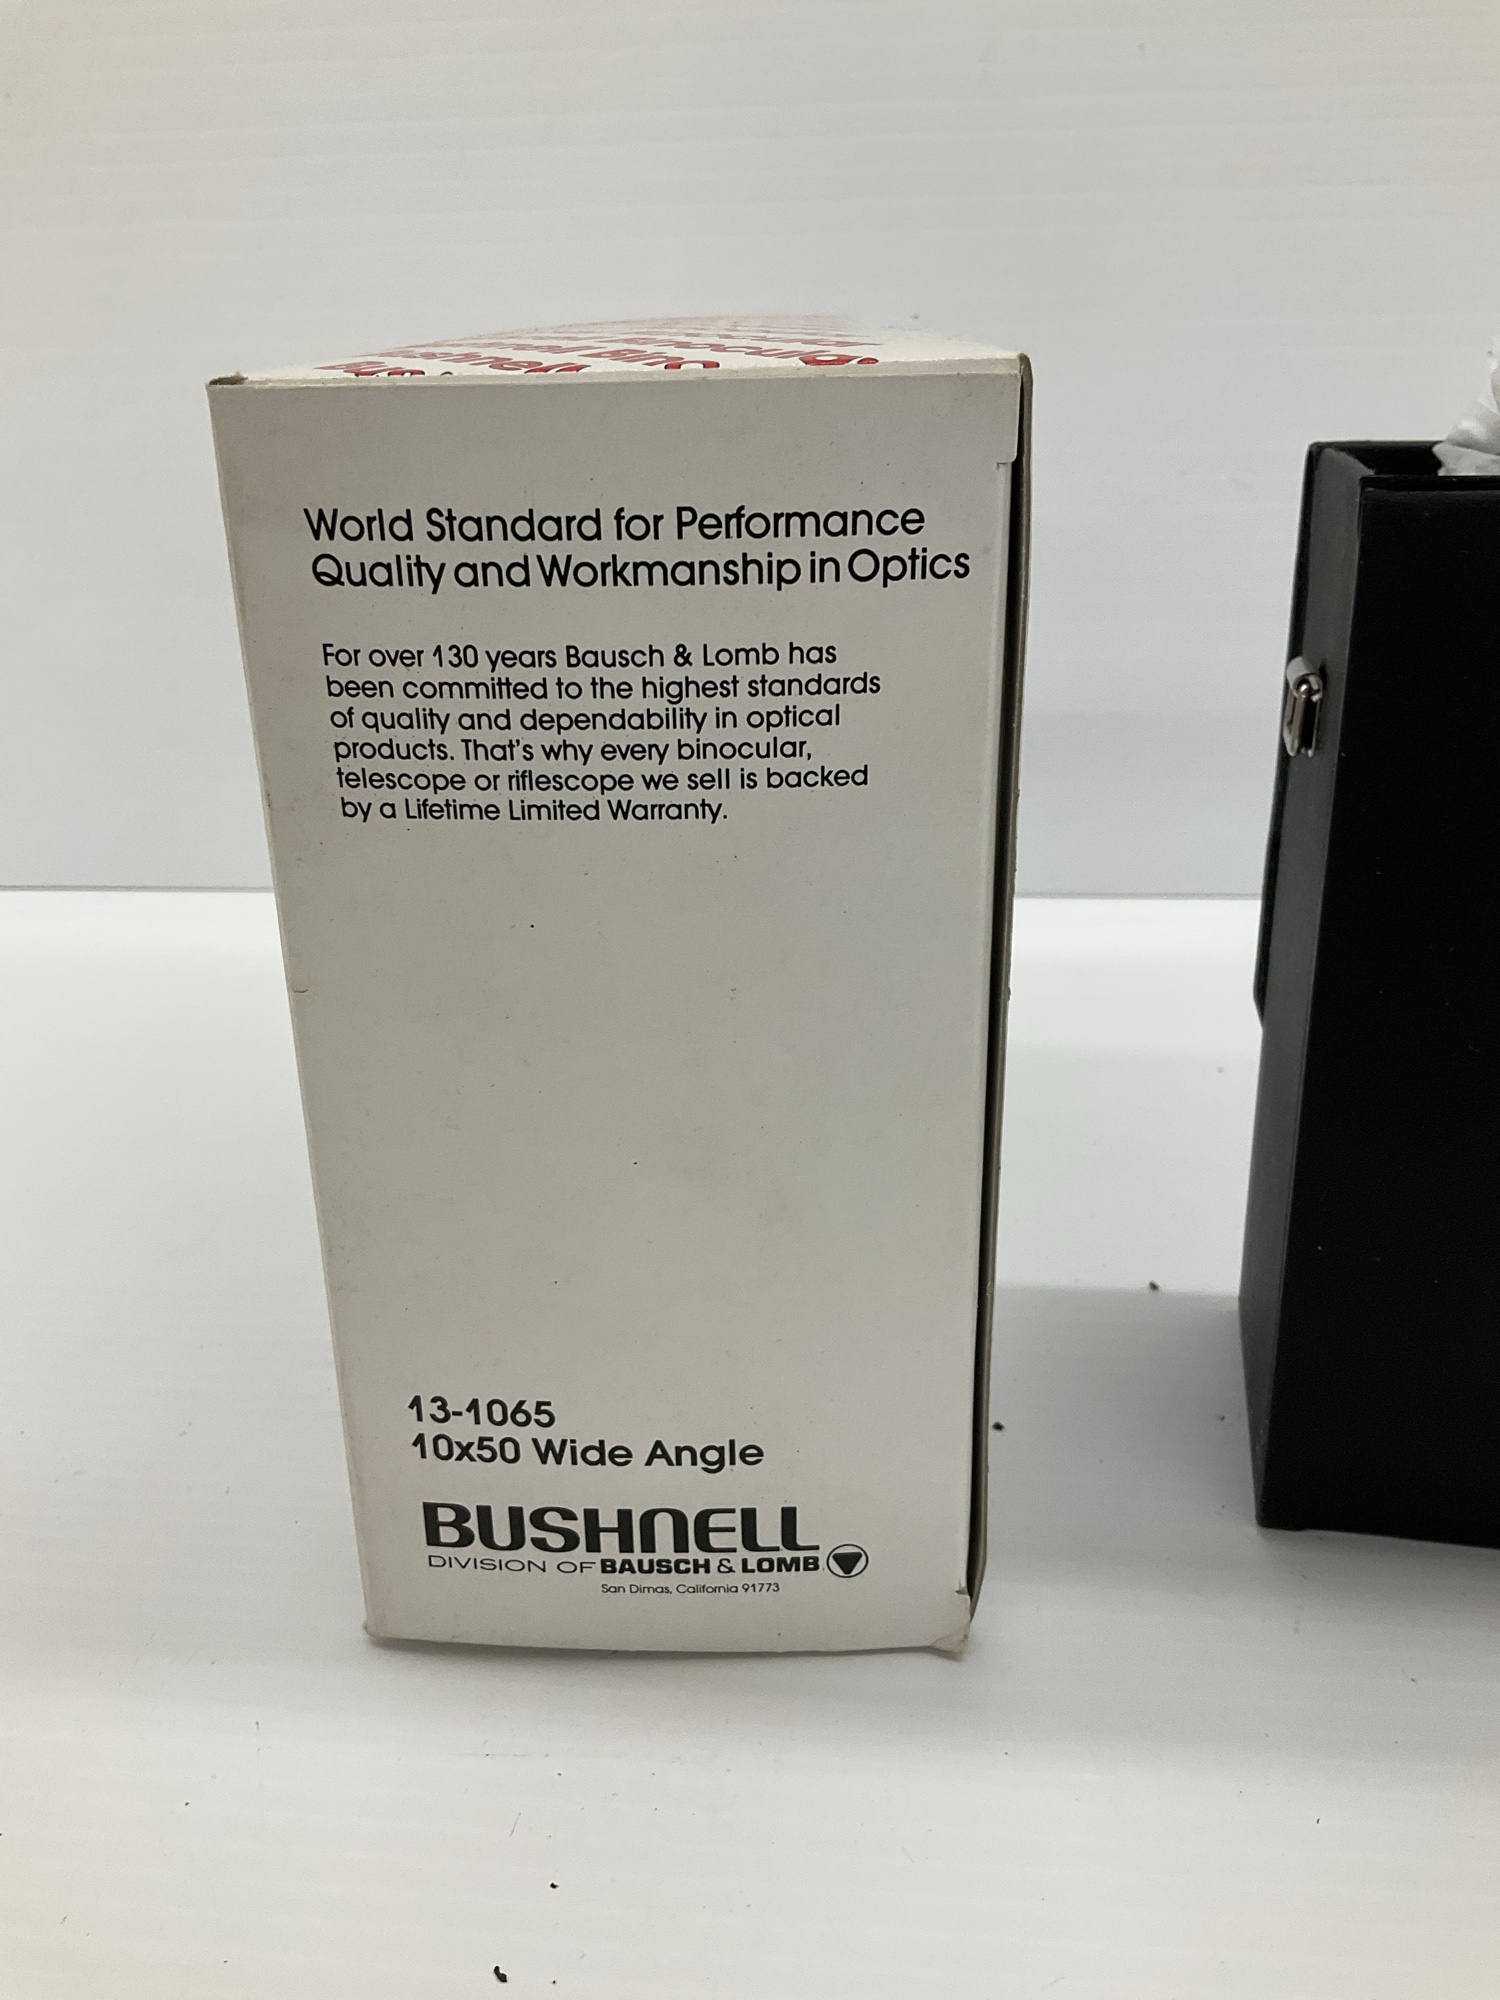 Bushnell Binocula
World Standard for Performance
Quality and Workmanship in Optics
For over 130 years Bausch & Lomb has
been committed to the highest standards
of quality and dependability in optical
products. That's why every binocular,
telescope or riflescope we sell is backed
by a Lifetime Limited Warranty.
13-1065
10x50 Wide Angle
BUSHNELL
DIVISION OF BAUSCH & LOMB
San Dimas, California 91773